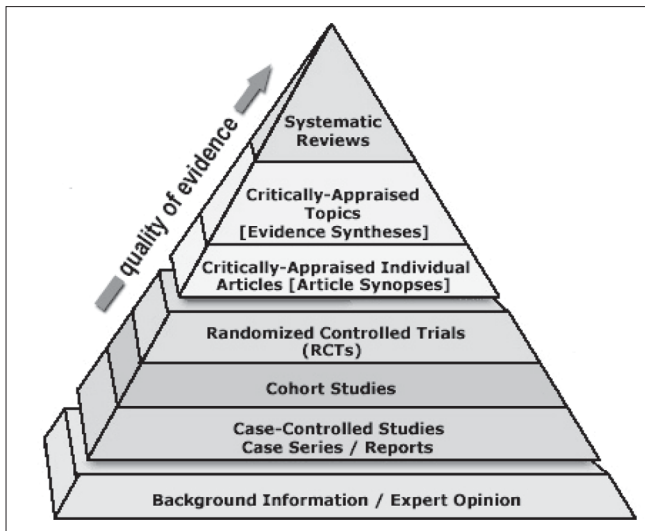 quality of evidence
Systematic
Reviews
Critically-Appraised
Topics
[Evidence Syntheses]
Critically-Appraised Individual
Articles [Article Synopses]
Randomized Controlled Trials
(RCTs)
Cohort Studies
Case-Controlled Studies
Case Series / Reports
Background Information / Expert Opinion